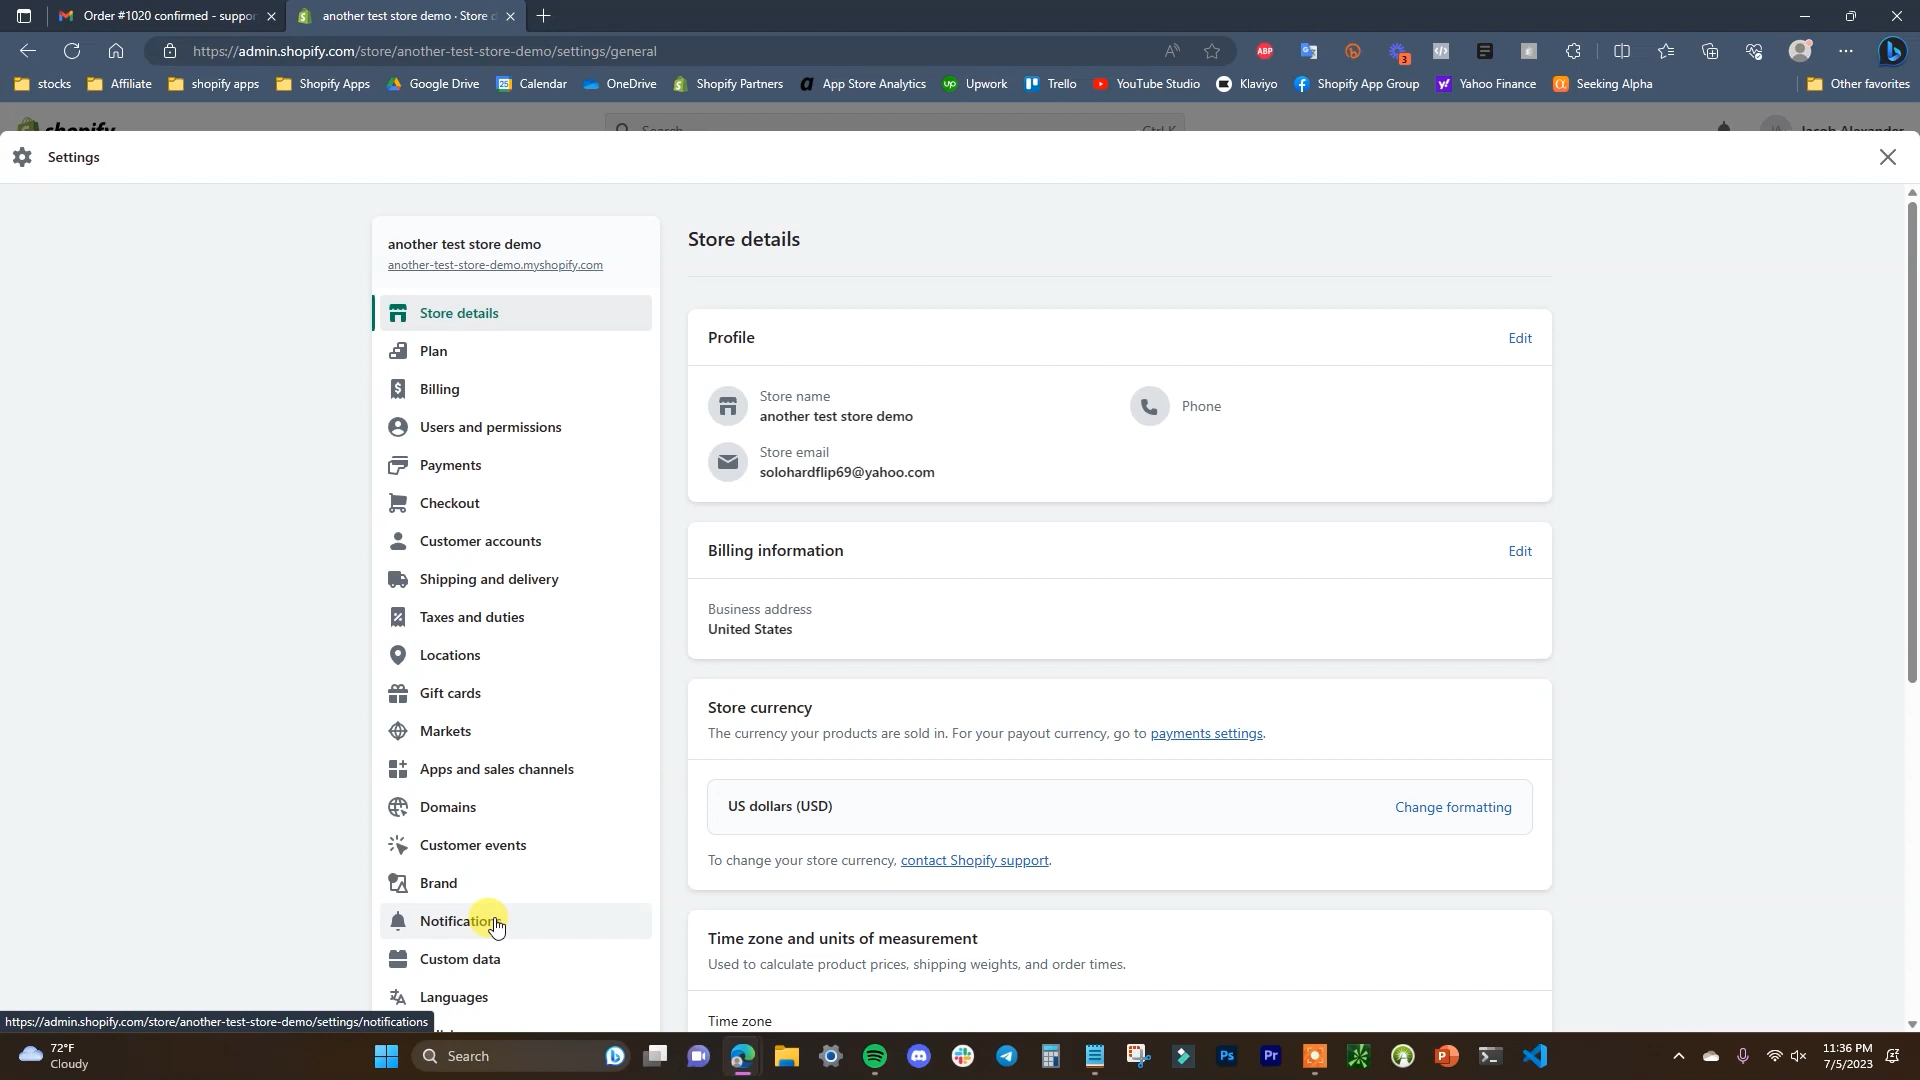 Order #1020 confirmed - suppor
another test store demo · Store d
https://admin.shopify.com/store/another-test-store-demo/settings/general
ABP
3
stocks
Affiliate
shopify apps
Shopify Apps
Google Drive
Calendar
OneDrive
Shopify Partners
App Store Analytics
Upwork
Trello
YouTube Studio
Klaviyo
Shopify App Group
Yahoo Finance
Seeking Alpha
Other favorites
shopify
Search
Ctrl K
Jacob Alexander
Settings
another test store demo
another-test-store-demo.myshopify.com
Store details
Plan
Billing
Users and permissions
Payments
Checkout
Customer accounts
Shipping and delivery
Taxes and duties
Locations
Gift cards
Markets
Apps and sales channels
Domains
Customer events
Brand
Notifications
Custom data
Languages
Store details
Profile
Edit
Store name
another test store demo
Phone
Store email
solohardflip69@yahoo.com
Billing information
Edit
Business address
United States
Store currency
The currency your products are sold in. For your payout currency, go to payments settings.
US dollars (USD)
Change formatting
To change your store currency, contact Shopify support.
Time zone and units of measurement
Used to calculate product prices, shipping weights, and order times.
Time zone
https://admin.shopify.com/store/another-test-store-demo/settings/notifications
72°F
Cloudy
Search
11:36 PM
7/5/2023